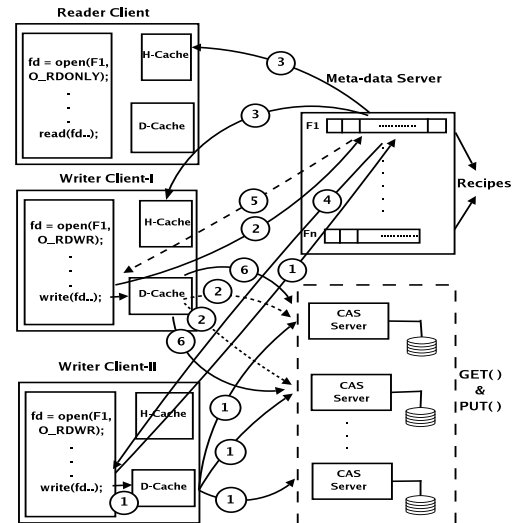 Reader Client
fd = open(F1,
O_RDONLY);
.
.
.
read(fd..);
H-Cache
D-Cache
3
3
Meta-data Server
F1
...........
Fn
...........
Recipes
Writer Client-I
fd = open(F1,
O_RDWR);
.
.
.
write(fd..);
H-Cache
D-Cache
5
2
4
1
6
2
2
6
CAS
Server
CAS
Server
.
.
.
CAS
Server
GET()
&
PUT()
Writer Client-II
fd = open(F1,
O_RDWR);
.
.
.
write(fd..);
H-Cache
D-Cache
1
1
1
1